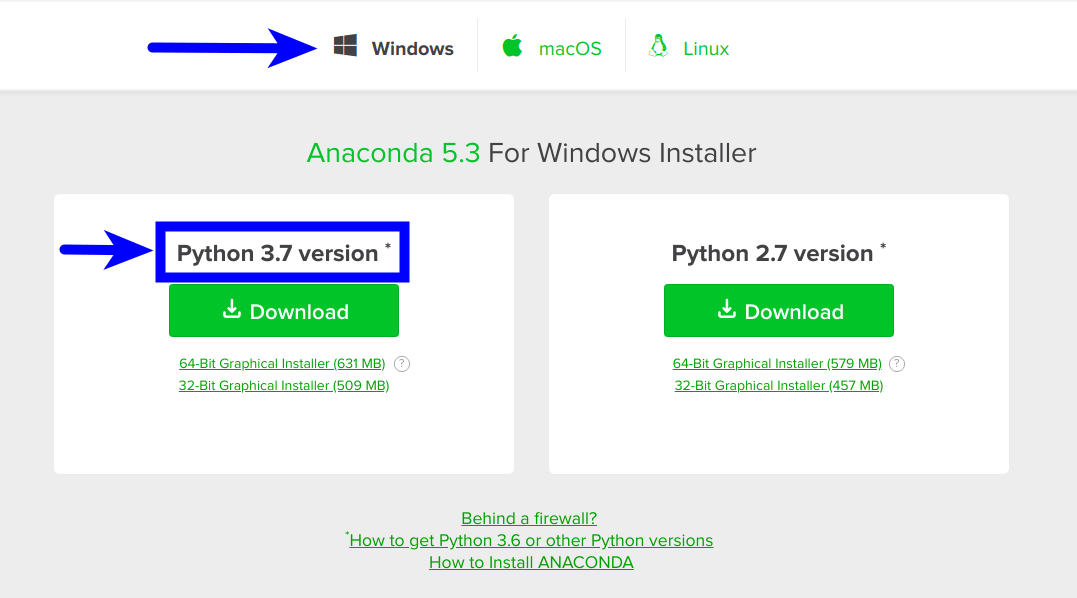 Windows macOS Linux
Anaconda 5.3 For Windows Installer
Python 3.7 version *
Download
64-Bit Graphical Installer (631 MB) ?
32-Bit Graphical Installer (509 MB)
Python 2.7 version *
Download
64-Bit Graphical Installer (579 MB) ?
32-Bit Graphical Installer (457 MB)
Behind a firewall?
*How to get Python 3.6 or other Python versions
How to Install ANACONDA